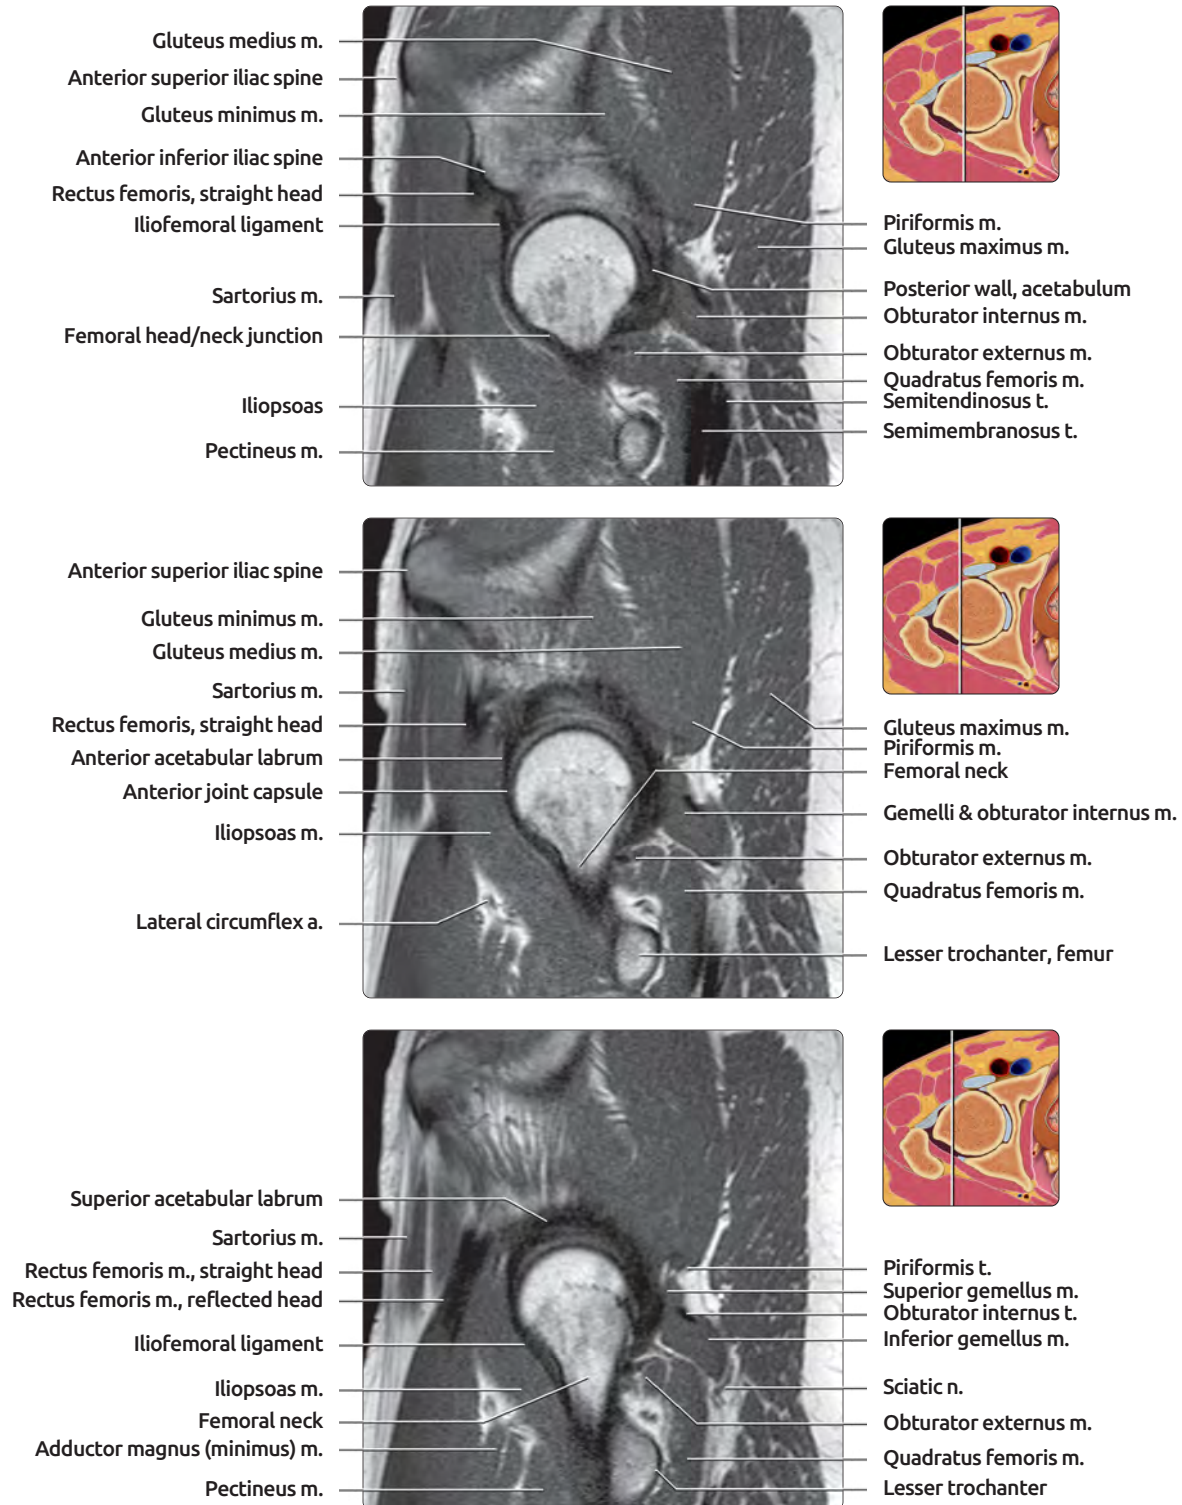 Gluteus medius m.
Anterior superior iliac spine
Gluteus minimus m.
Anterior inferior iliac spine
Rectus femoris, straight head
Iliofemoral ligament
Sartorius m.
Femoral head/neck junction
Iliopsoas
Pectineus m.
Piriformis m.
Gluteus maximus m.
Posterior wall, acetabulum
Obturator internus m.
Obturator externus m.
Quadratus femoris m.
Semitendinosus t.
Semimembranosus t.
Anterior superior iliac spine
Gluteus minimus m.
Gluteus medius m.
Sartorius m.
Rectus femoris, straight head
Anterior acetabular labrum
Anterior joint capsule
Iliopsoas m.
Lateral circumflex a.
Gluteus maximus m.
Piriformis m.
Femoral neck
Gemelli & obturator internus m.
Obturator externus m.
Quadratus femoris m.
Lesser trochanter, femur
Superior acetabular labrum
Sartorius m.
Rectus femoris m., straight head
Rectus femoris m., reflected head
Iliofemoral ligament
Iliopsoas m.
Femoral neck
Adductor magnus (minimus) m.
Pectineus m.
Piriformis t.
Superior gemellus m.
Obturator internus t.
Inferior gemellus m.
Sciatic n.
Obturator externus m.
Quadratus femoris m.
Lesser trochanter